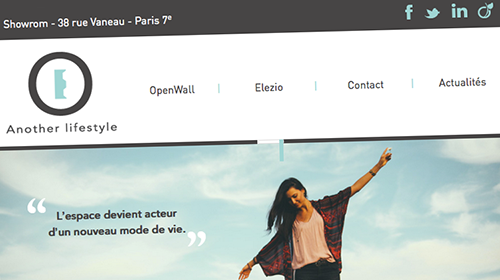 Showrom - 38 rue Vaneau - Paris 7e
Another lifestyle
OpenWall | Elezio | Contact | Actualités
“ L'espace devient acteur
d'un nouveau mode de vie. ”